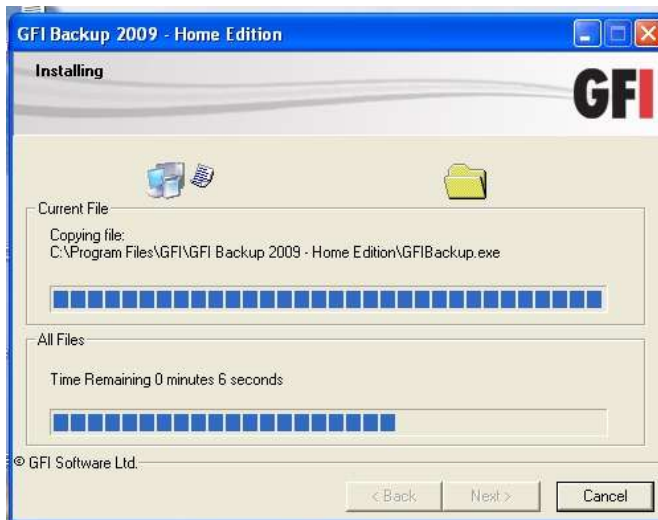 GFI Backup 2009 - Home Edition
Installing
GFI
Current File
Copying file:
C:\Program Files\GFI\GFI Backup 2009 - Home Edition\GFIBackup.exe
All Files
Time Remaining 0 minutes 6 seconds
© GFI Software Ltd.
< Back Next > Cancel